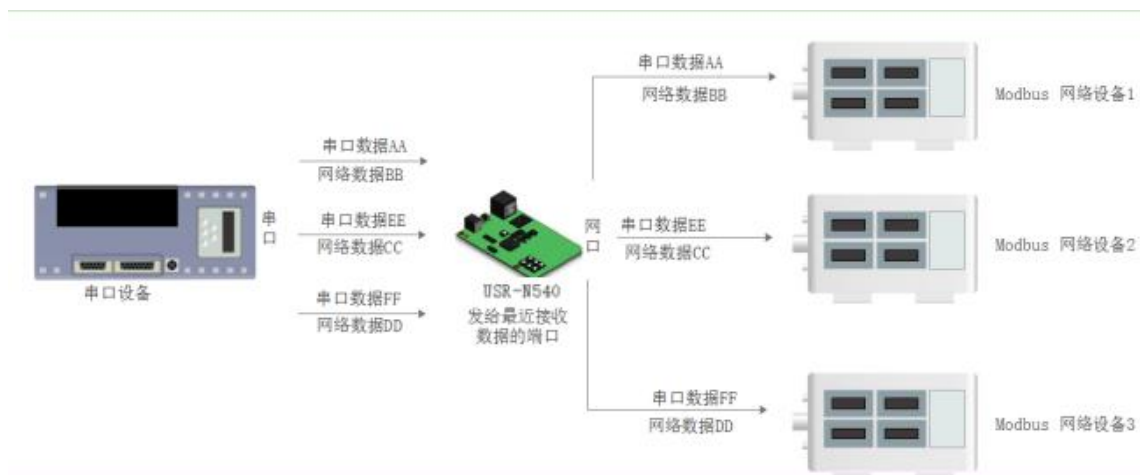 串口数据AA
网络数据BB
Modbus 网络设备1
串口数据AA
网络数据BB
串口
串口数据EE
网络数据CC
网口
串口数据EE
网络数据CC
Modbus 网络设备2
串口设备
串口数据FF
网络数据DD
USR-N540
发给最近接收
数据的端口
串口数据FF
网络数据DD
Modbus 网络设备3